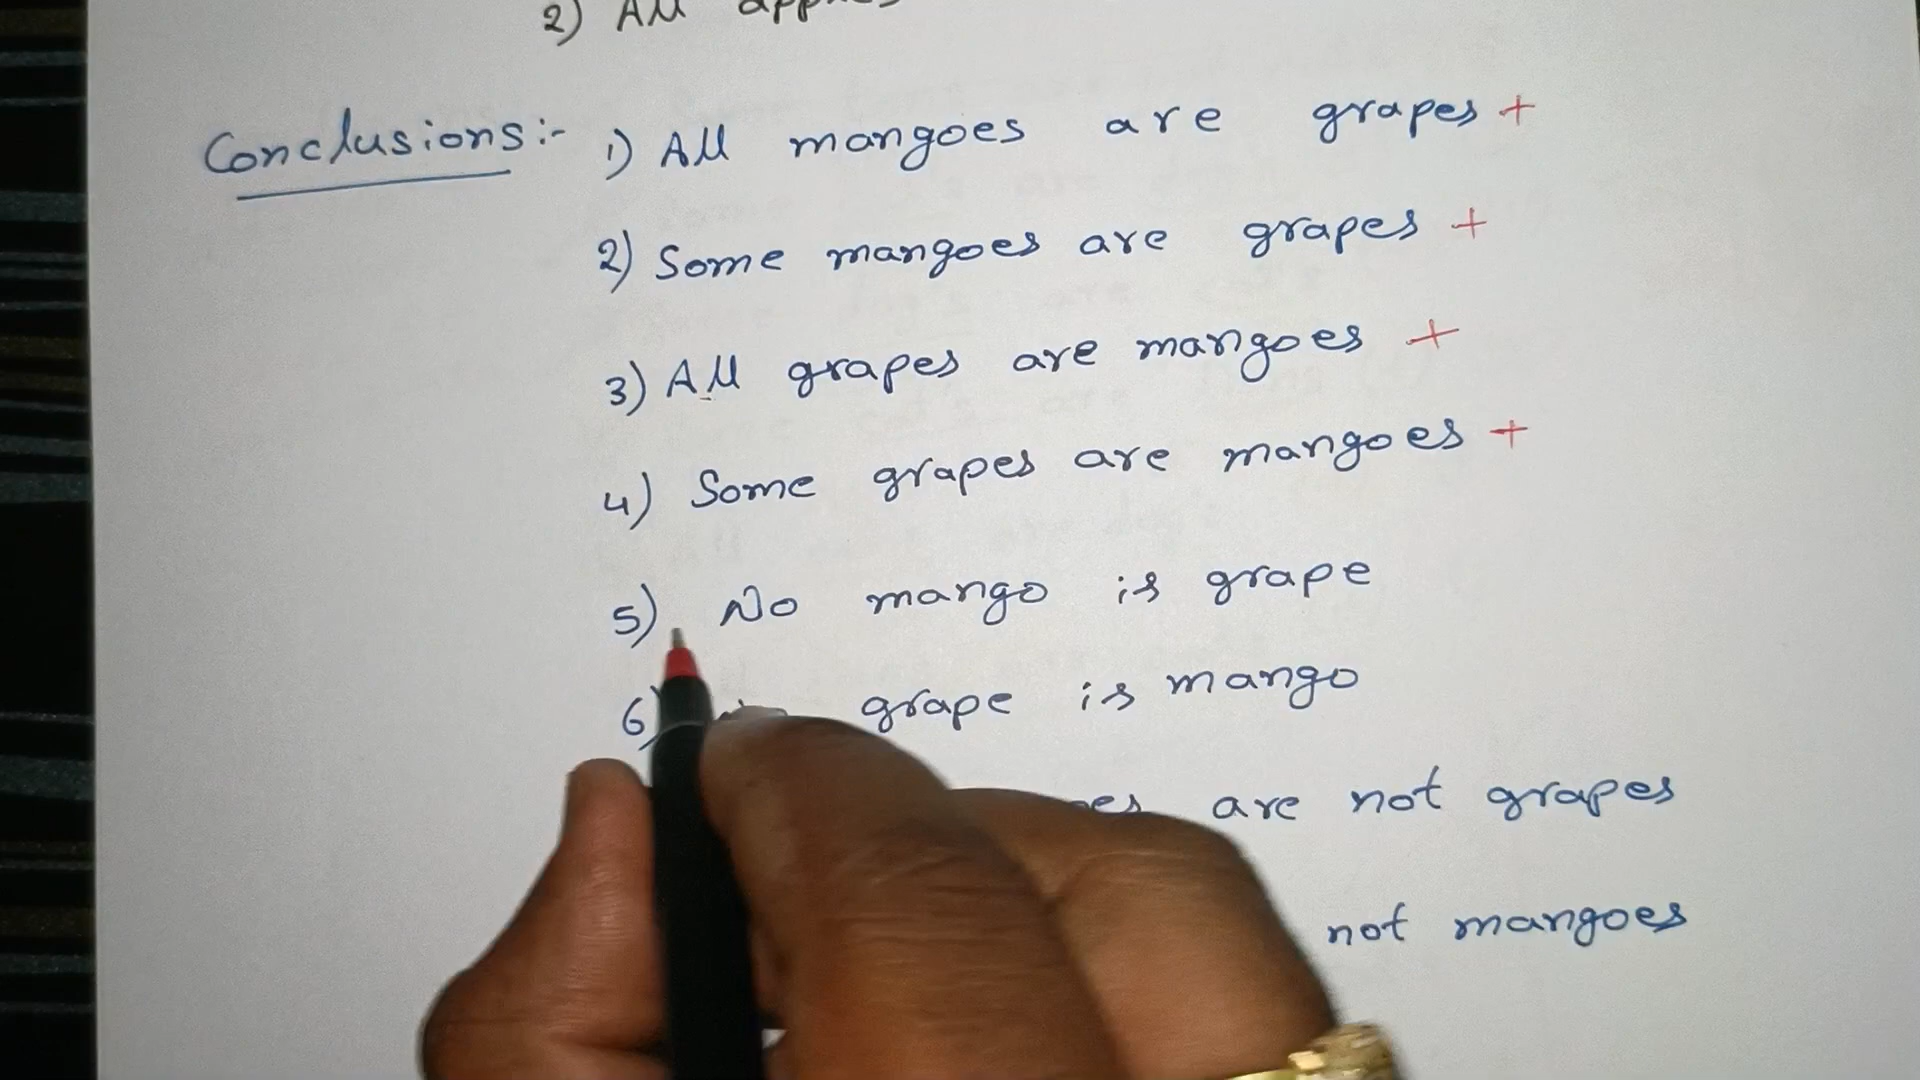 2) All
Conclusions:- 1) All mangoes are grapes +
2) Some mangoes are grapes +
3) All grapes are mangoes +
4) Some grapes are mangoes +
5) No mango is grape
6) grape is mango
are not grapes
not mangoes